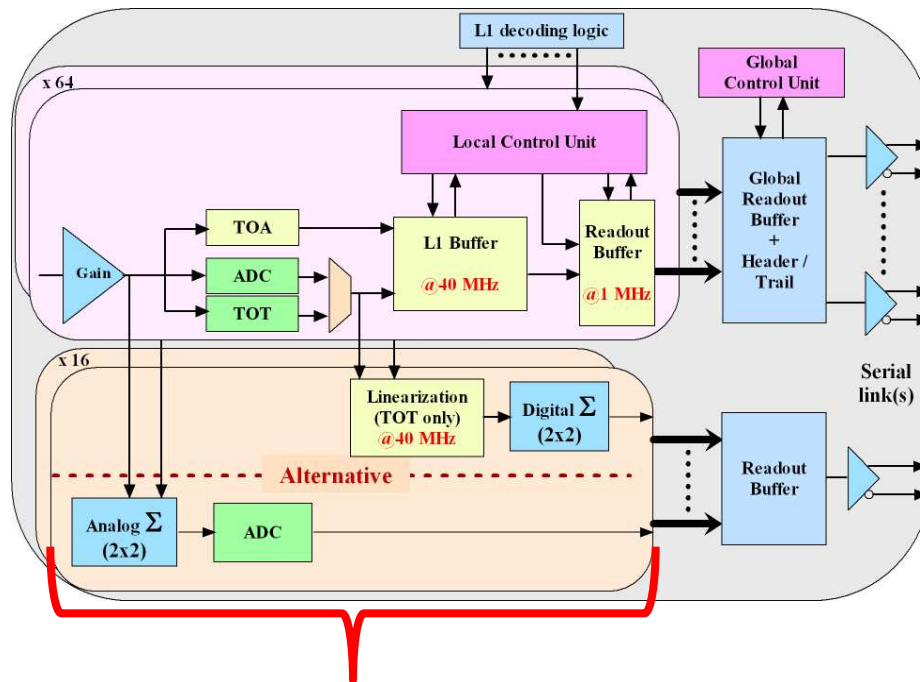 L1 decoding logic
x 64
Global
Control Unit
Local Control Unit
TOA
Gain
ADC
TOT
L1 Buffer
@40 MHz
Readout
Buffer
@1 MHz
Global
Readout
Buffer
+
Header /
Trail
x 16
Serial
link(s)
Linearization
(TOT only)
@40 MHz
Digital Σ
(2x2)
Alternative
Readout
Buffer
Analog Σ
(2x2)
ADC